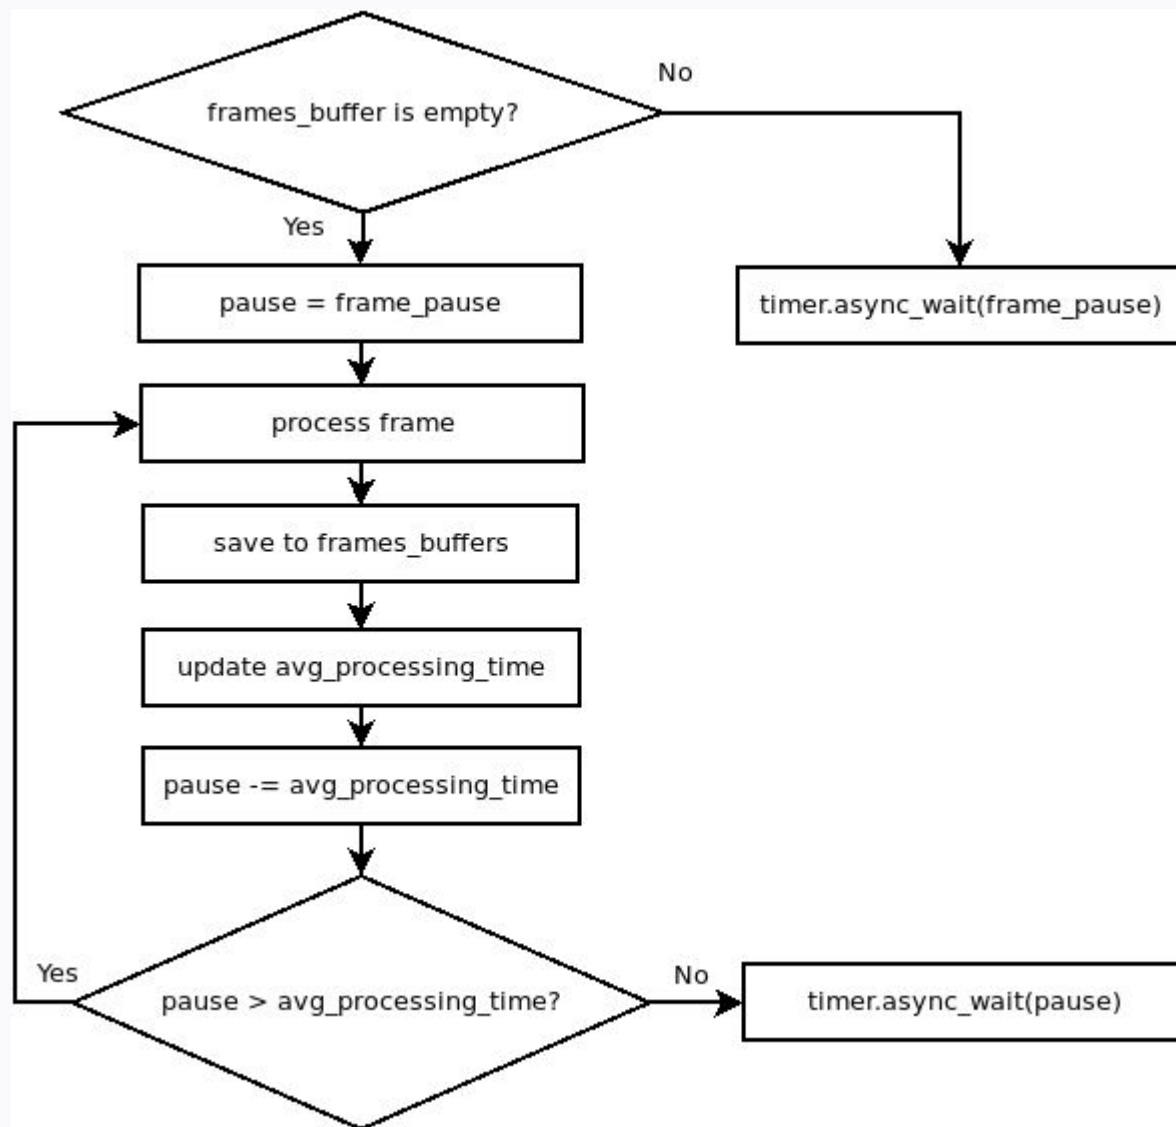 No
frames_buffer is empty?
Yes
pause = frame_pause
timer.async_wait(frame_pause)
process frame
save to frames_buffers
update avg_processing_time
pause -= avg_processing_time
Yes
No
pause > avg_processing_time?
timer.async_wait(pause)